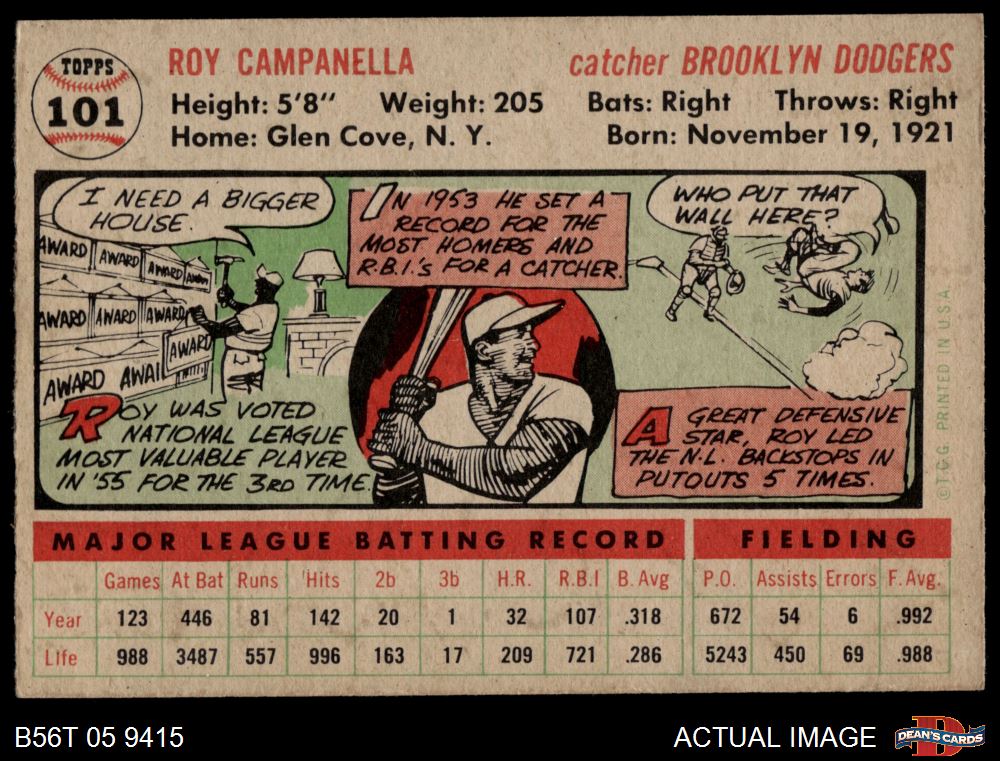 TOPPS
101
ROY CAMPANELLA
catcher BROOKLYN DODGERS
Height: 5'8" Weight: 205 Bats: Right Throws: Right
Home: Glen Cove, N. Y. Born: November 19, 1921
I NEED A BIGGER
HOUSE.
AWARD AWARD AWARD AWARD
AWARD AWARD AWARD
AWARD
AWARD AWAR
IN 1953 HE SET A
RECORD FOR THE
MOST HOMERS AND
R.B.I.'S FOR A CATCHER.
WHO PUT THAT
WALL HERE?
ROY WAS VOTED
NATIONAL LEAGUE
MOST VALUABLE PLAYER
IN '55 FOR THE 3RD TIME.
A GREAT DEFENSIVE
STAR, ROY LED
THE N.L. BACKSTOPS IN
PUTOUTS 5 TIMES.
©T.C.G. PRINTED IN U.S.A.
MAJOR LEAGUE BATTING RECORD FIELDING
Games At Bat Runs Hits 2b 3b H.R. R.B.I B. Avg P.O. Assists Errors F. Avg.
Year 123 446 81 142 20 1 32 107 .318 672 54 6 .992
Life 988 3487 557 996 163 17 209 721 .286 5243 450 69 .988
B56T 05 9415
ACTUAL IMAGE
DEAN'S CARDS